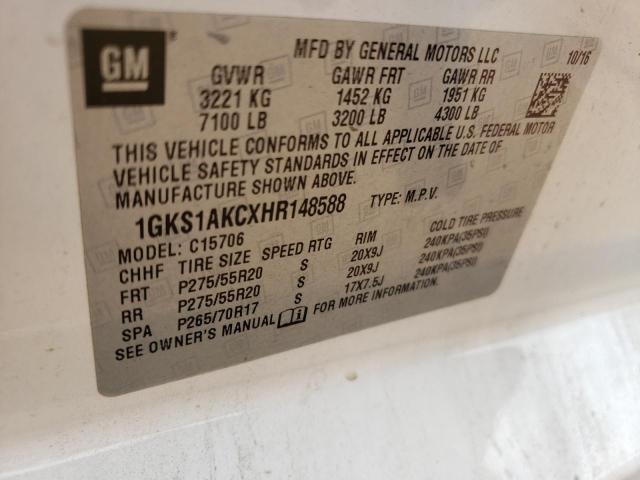 GM
MFD BY GENERAL MOTORS LLC
10/16
GVWR GAWR FRT GAWR RR
3221 KG 1452 KG 1951 KG
7100 LB 3200 LB 4300 LB
THIS VEHICLE CONFORMS TO ALL APPLICABLE U.S. FEDERAL MOTOR
VEHICLE SAFETY STANDARDS IN EFFECT ON THE DATE OF
MANUFACTURE SHOWN ABOVE.
1GKS1AKCXHR148588 TYPE: M.P.V.
MODEL: C15706
CHHF TIRE SIZE SPEED RTG RIM COLD TIRE PRESSURE
FRT P275/55R20 S 20X9J 240KPA(35PSI)
RR P275/55R20 S 20X9J 240KPA(35PSI)
SPA P265/70R17 S 17X7.5J 240KPA(35PSI)
SEE OWNER'S MANUAL FOR MORE INFORMATION.